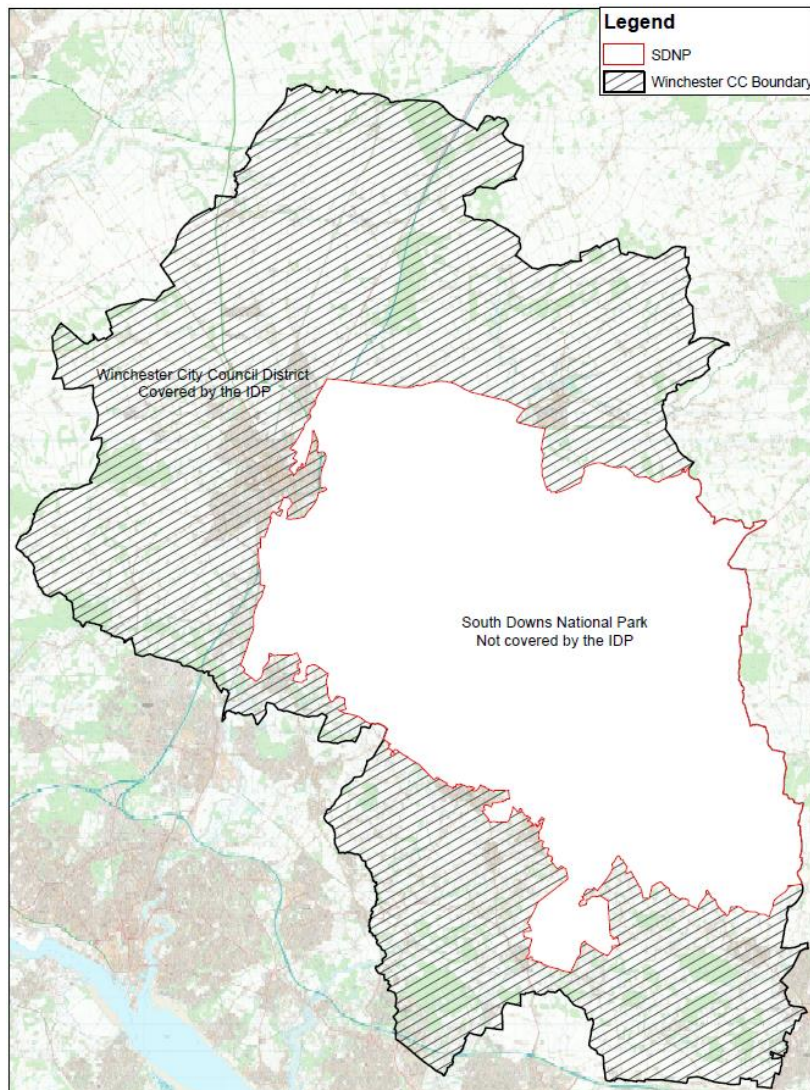 Legend
SDNP
Winchester CC Boundary
Winchester City Council District
Covered by the IDP
South Downs National Park
Not covered by the IDP